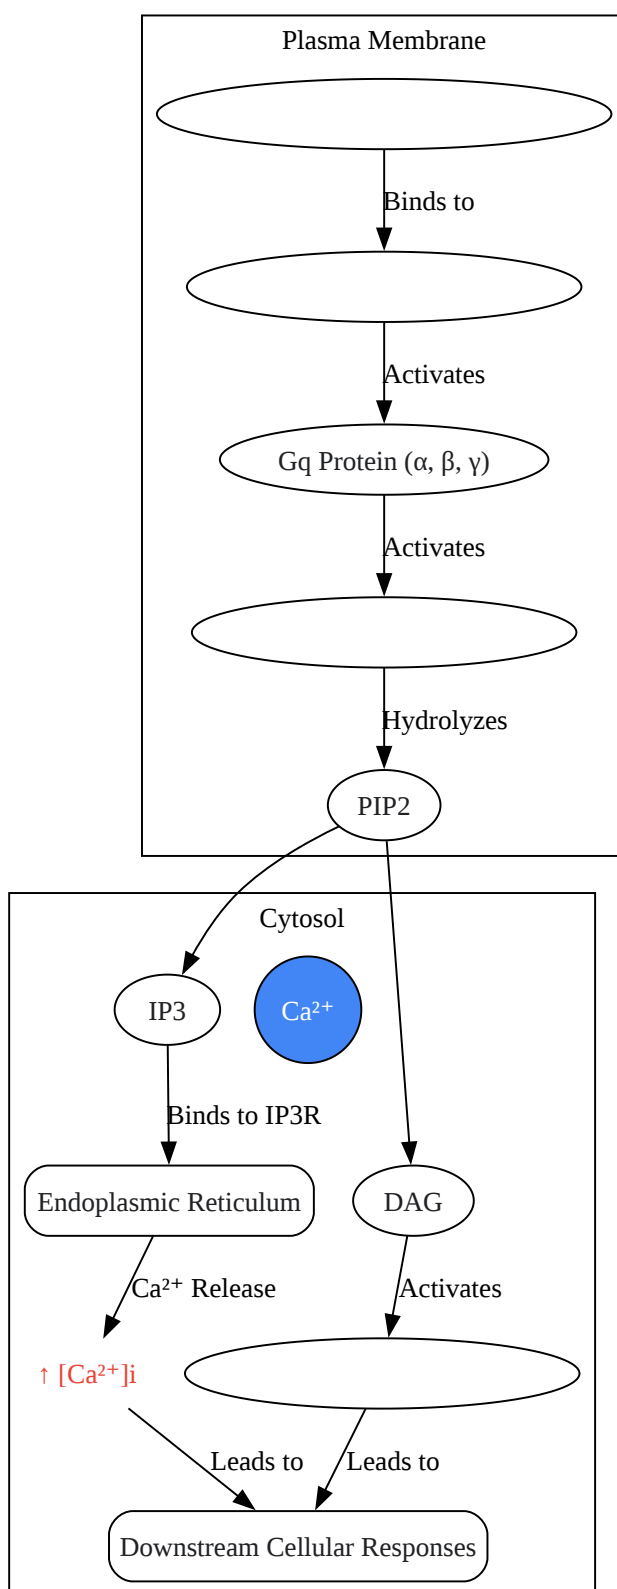 Plasma Membrane
Binds to
Activates
Gq Protein (α, β, γ)
Activates
Hydrolyzes
PIP2
Cytosol
IP3
Ca²⁺
Binds to IP3R
Endoplasmic Reticulum
DAG
Ca²⁺ Release
Activates
↑ [Ca²⁺]i
Leads to
Leads to
Downstream Cellular Responses